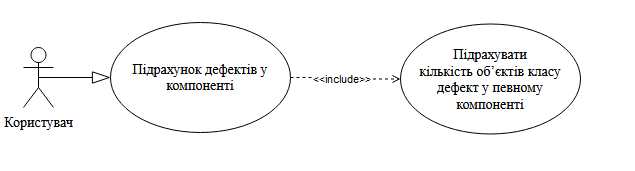 Користувач
Підрахунок дефектів у
компоненті
<<include>>
Підрахувати
кількість об’єктів класу
дефект у певному
компоненті